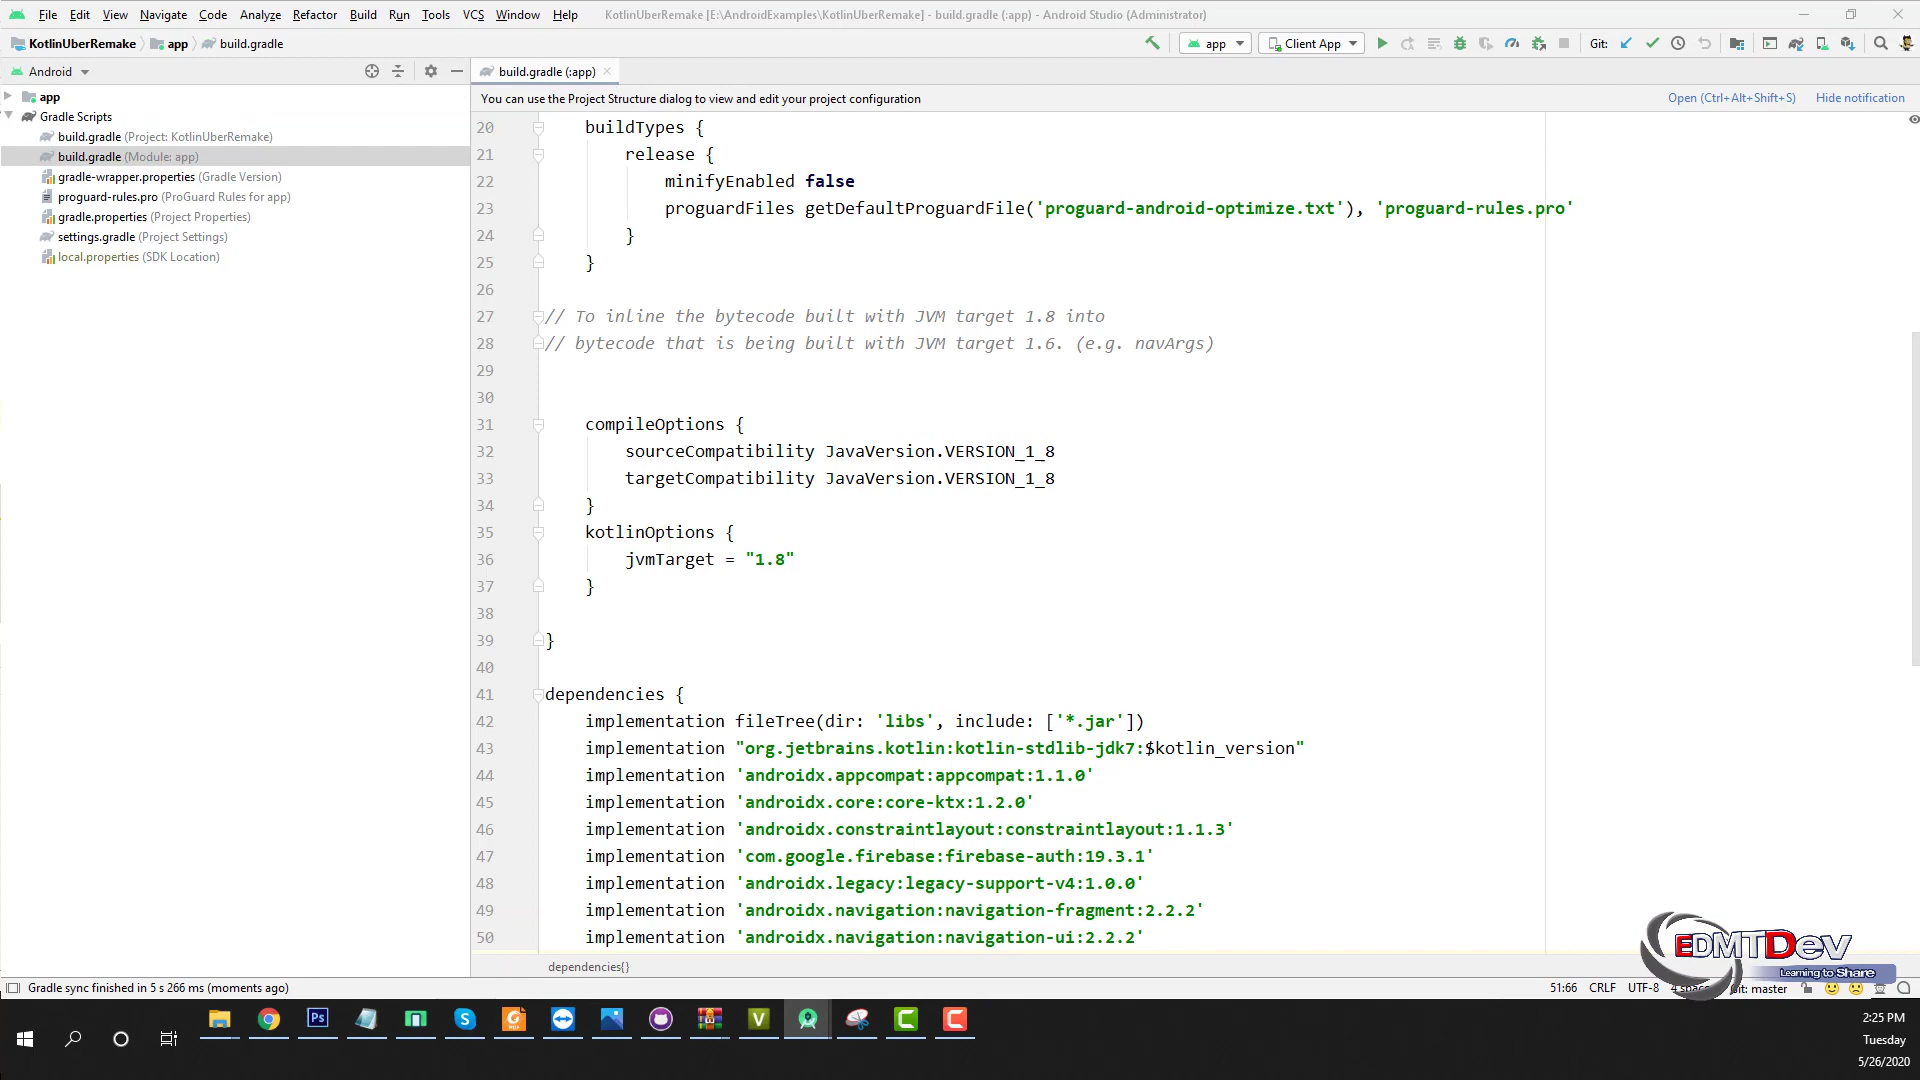 File Edit View Navigate Code Analyze Refactor Build Run Tools VCS Window Help KotlinUberRemake [E:\AndroidExamples\KotlinUberRemake] - build.gradle (:app) - Android Studio (Administrator)
KotlinUberRemake app build.gradle app Client App Git:
Android build.gradle (:app)
You can use the Project Structure dialog to view and edit your project configuration Open (Ctrl+Alt+Shift+S) Hide notification
app
Gradle Scripts
build.gradle (Project: KotlinUberRemake)
build.gradle (Module: app)
gradle-wrapper.properties (Gradle Version)
proguard-rules.pro (ProGuard Rules for app)
gradle.properties (Project Properties)
settings.gradle (Project Settings)
local.properties (SDK Location)
20 buildTypes {
21 release {
22 minifyEnabled false
23 proguardFiles getDefaultProguardFile('proguard-android-optimize.txt'), 'proguard-rules.pro'
24 }
25 }
26
27 // To inline the bytecode built with JVM target 1.8 into
28 // bytecode that is being built with JVM target 1.6. (e.g. navArgs)
29
30
31 compileOptions {
32 sourceCompatibility JavaVersion.VERSION_1_8
33 targetCompatibility JavaVersion.VERSION_1_8
34 }
35 kotlinOptions {
36 jvmTarget = "1.8"
37 }
38
39 }
40
41 dependencies {
42 implementation fileTree(dir: 'libs', include: ['*.jar'])
43 implementation "org.jetbrains.kotlin:kotlin-stdlib-jdk7:$kotlin_version"
44 implementation 'androidx.appcompat:appcompat:1.1.0'
45 implementation 'androidx.core:core-ktx:1.2.0'
46 implementation 'androidx.constraintlayout:constraintlayout:1.1.3'
47 implementation 'com.google.firebase:firebase-auth:19.3.1'
48 implementation 'androidx.legacy:legacy-support-v4:1.0.0'
49 implementation 'androidx.navigation:navigation-fragment:2.2.2'
50 implementation 'androidx.navigation:navigation-ui:2.2.2'
dependencies{}
EDMTDev
Learning to Share
Gradle sync finished in 5 s 266 ms (moments ago) 51:66 CRLF UTF-8 4 spaces Git: master
2:25 PM
Tuesday
5/26/2020